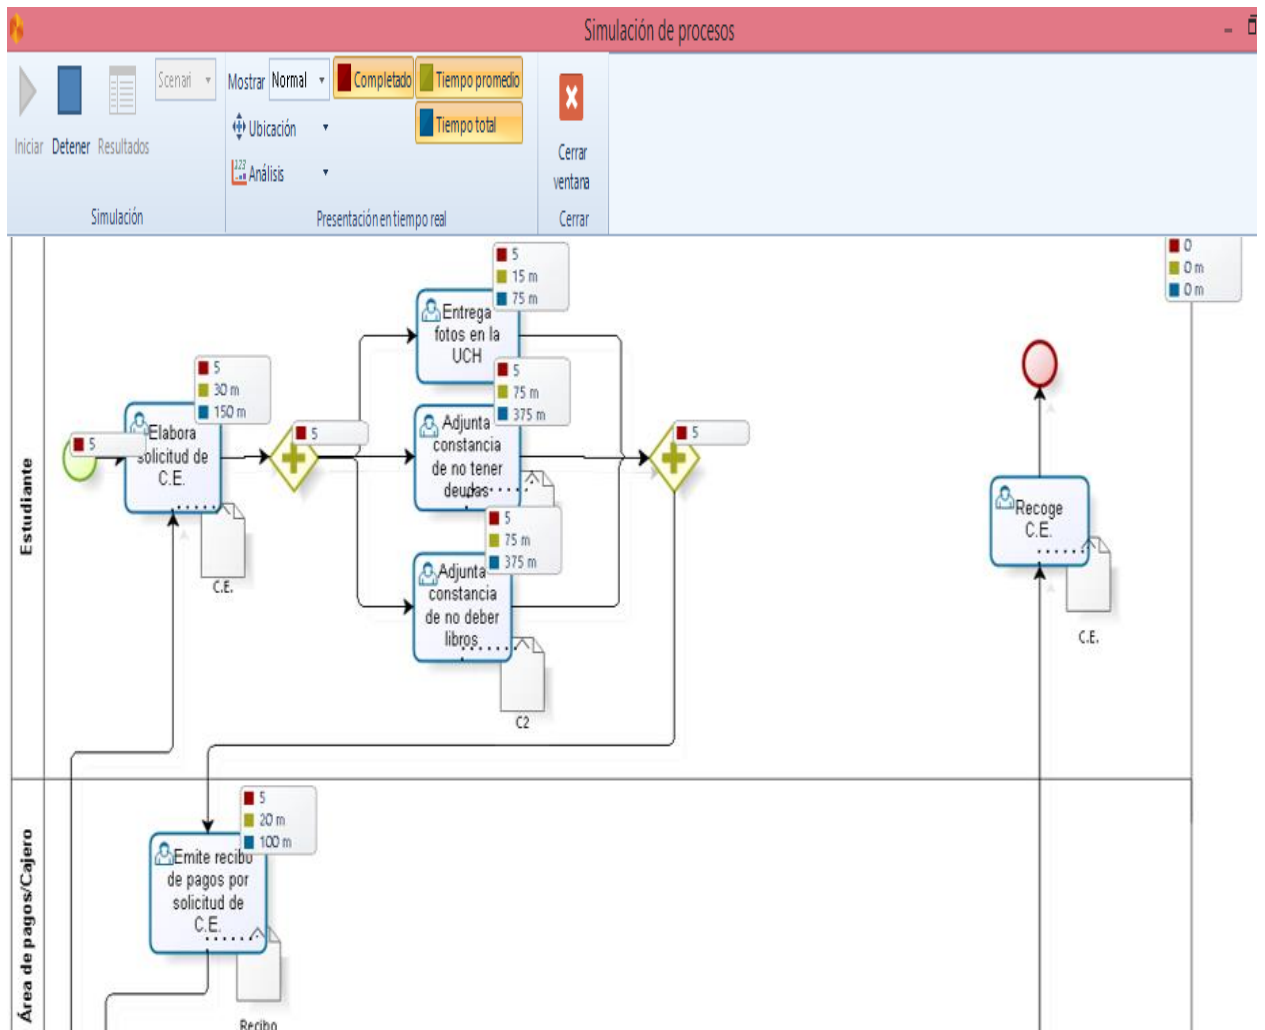 Simulación de procesos
Scenari
Mostrar Normal
Completado
Tiempo promedio
Ubicación
Tiempo total
Iniciar Detener Resultados
Análisis
Cerrar
ventana
Simulación
Presentación en tiempo real
Cerrar
Estudiante
5
Elabora
solicitud de
C.E.
5
30 m
150 m
C.E.
5
Entrega
fotos en la
UCH
5
15 m
75 m
Adjunta
constancia
de no tener
deudas
5
75 m
375 m
Adjunta
constancia
de no deber
libros
5
75 m
375 m
C2
5
0
0 m
0 m
Recoge
C.E.
C.E.
Área de pagos/Cajero
Emite recibo
de pagos por
solicitud de
C.E.
5
20 m
100 m
Recibo